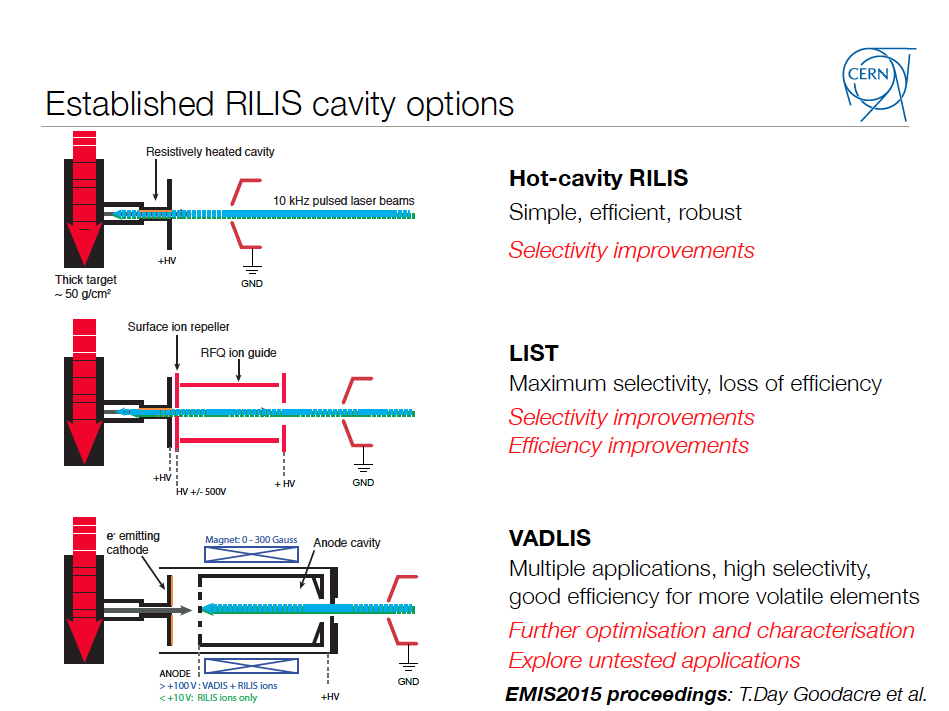 CERN
Established RILIS cavity options
Resistively heated cavity
10 kHz pulsed laser beams
+HV
GND
Thick target
~ 50 g/cm²
Hot-cavity RILIS
Simple, efficient, robust
Selectivity improvements
Surface ion repeller
RFQ ion guide
+HV
HV +/- 500V
+ HV
GND
LIST
Maximum selectivity, loss of efficiency
Selectivity improvements
Efficiency improvements
e- emitting
cathode
Magnet: 0 - 300 Gauss
Anode cavity
ANODE
> +100 V : VADIS + RILIS ions
< +10 V: RILIS ions only
+HV
GND
VADLIS
Multiple applications, high selectivity,
good efficiency for more volatile elements
Further optimisation and characterisation
Explore untested applications
EMIS2015 proceedings: T.Day Goodacre et al.